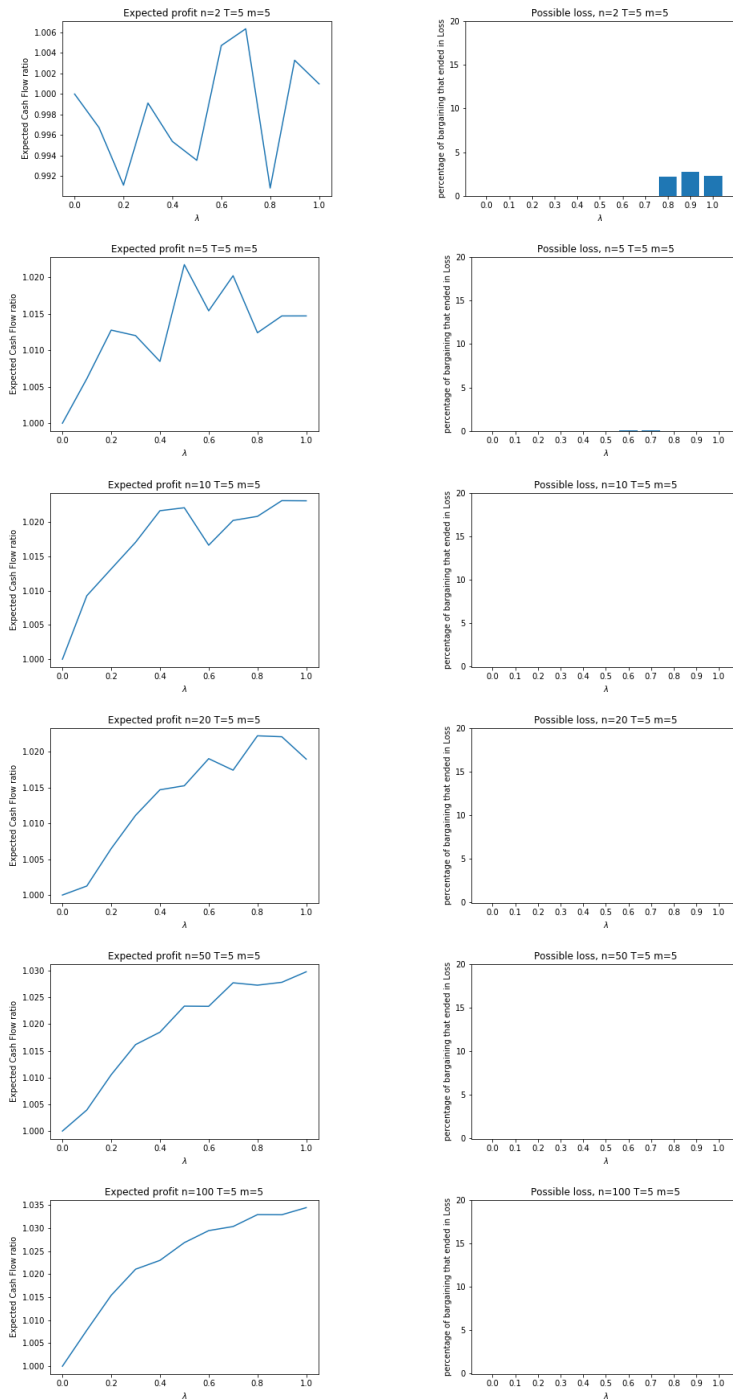 Expected profit n=2 T=5 m=5
Expected Cash Flow ratio
1.006
1.004
1.002
1.000
0.998
0.996
0.994
0.992
0.0 0.2 0.4 0.6 0.8 1.0
λ
Possible loss, n=2 T=5 m=5
percentage of bargaining that ended in Loss
20
15
10
5
0
0.0 0.1 0.2 0.3 0.4 0.5 0.6 0.7 0.8 0.9 1.0
λ
Expected profit n=5 T=5 m=5
Expected Cash Flow ratio
1.020
1.015
1.010
1.005
1.000
0.0 0.2 0.4 0.6 0.8 1.0
λ
Possible loss, n=5 T=5 m=5
percentage of bargaining that ended in Loss
20
15
10
5
0
0.0 0.1 0.2 0.3 0.4 0.5 0.6 0.7 0.8 0.9 1.0
λ
Expected profit n=10 T=5 m=5
Expected Cash Flow ratio
1.020
1.015
1.010
1.005
1.000
0.0 0.2 0.4 0.6 0.8 1.0
λ
Possible loss, n=10 T=5 m=5
percentage of bargaining that ended in Loss
20
15
10
5
0
0.0 0.1 0.2 0.3 0.4 0.5 0.6 0.7 0.8 0.9 1.0
λ
Expected profit n=20 T=5 m=5
Expected Cash Flow ratio
1.020
1.015
1.010
1.005
1.000
0.0 0.2 0.4 0.6 0.8 1.0
λ
Possible loss, n=20 T=5 m=5
percentage of bargaining that ended in Loss
20
15
10
5
0
0.0 0.1 0.2 0.3 0.4 0.5 0.6 0.7 0.8 0.9 1.0
λ
Expected profit n=50 T=5 m=5
Expected Cash Flow ratio
1.030
1.025
1.020
1.015
1.010
1.005
1.000
0.0 0.2 0.4 0.6 0.8 1.0
λ
Possible loss, n=50 T=5 m=5
percentage of bargaining that ended in Loss
20
15
10
5
0
0.0 0.1 0.2 0.3 0.4 0.5 0.6 0.7 0.8 0.9 1.0
λ
Expected profit n=100 T=5 m=5
Expected Cash Flow ratio
1.035
1.030
1.025
1.020
1.015
1.010
1.005
1.000
0.0 0.2 0.4 0.6 0.8 1.0
λ
Possible loss, n=100 T=5 m=5
percentage of bargaining that ended in Loss
20
15
10
5
0
0.0 0.1 0.2 0.3 0.4 0.5 0.6 0.7 0.8 0.9 1.0
λ